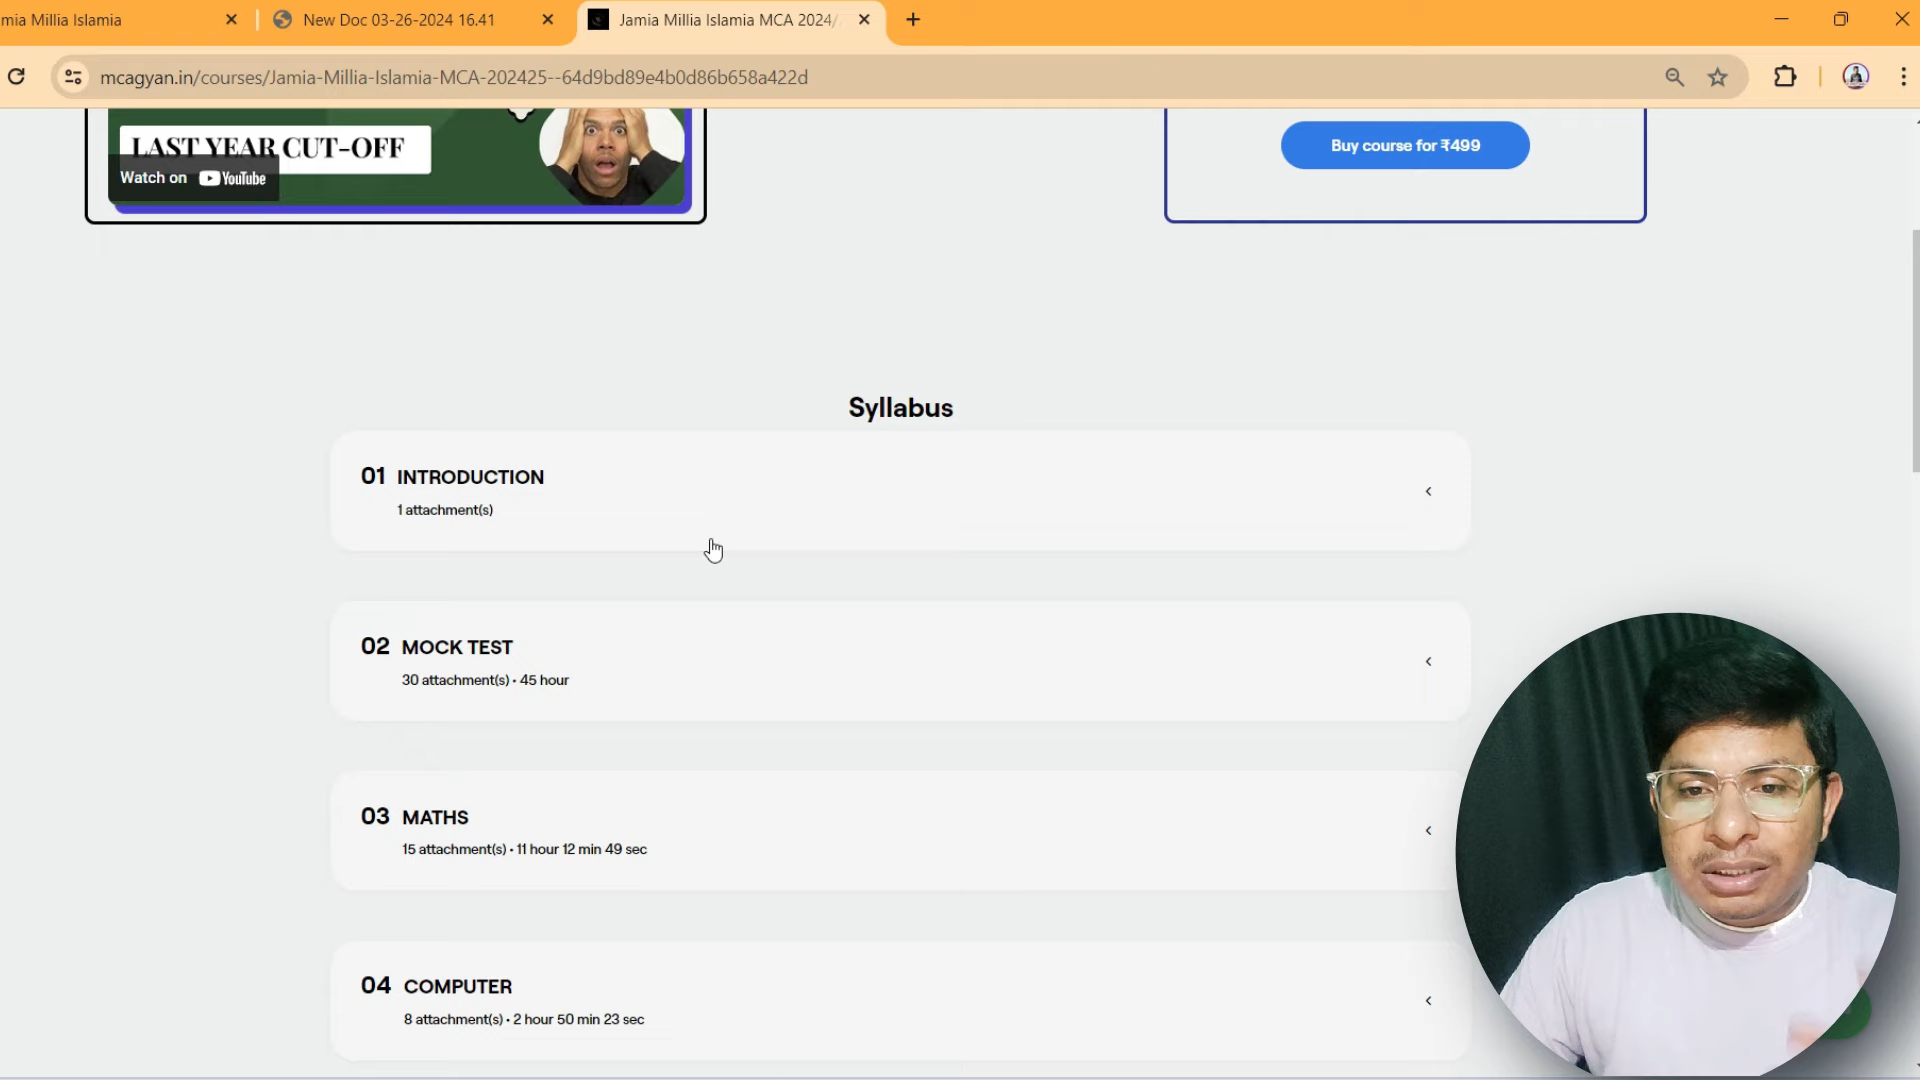 mia Millia Islamia
New Doc 03-26-2024 16.41
Jamia Millia Islamia MCA 2024/
mcagyan.in/courses/Jamia-Millia-Islamia-MCA-202425--64d9bd89e4b0d86b658a422d
LAST YEAR CUT-OFF
Watch on YouTube
Buy course for ₹499
Syllabus
01 INTRODUCTION
1 attachment(s)
02 MOCK TEST
30 attachment(s) • 45 hour
03 MATHS
15 attachment(s) • 11 hour 12 min 49 sec
04 COMPUTER
8 attachment(s) • 2 hour 50 min 23 sec